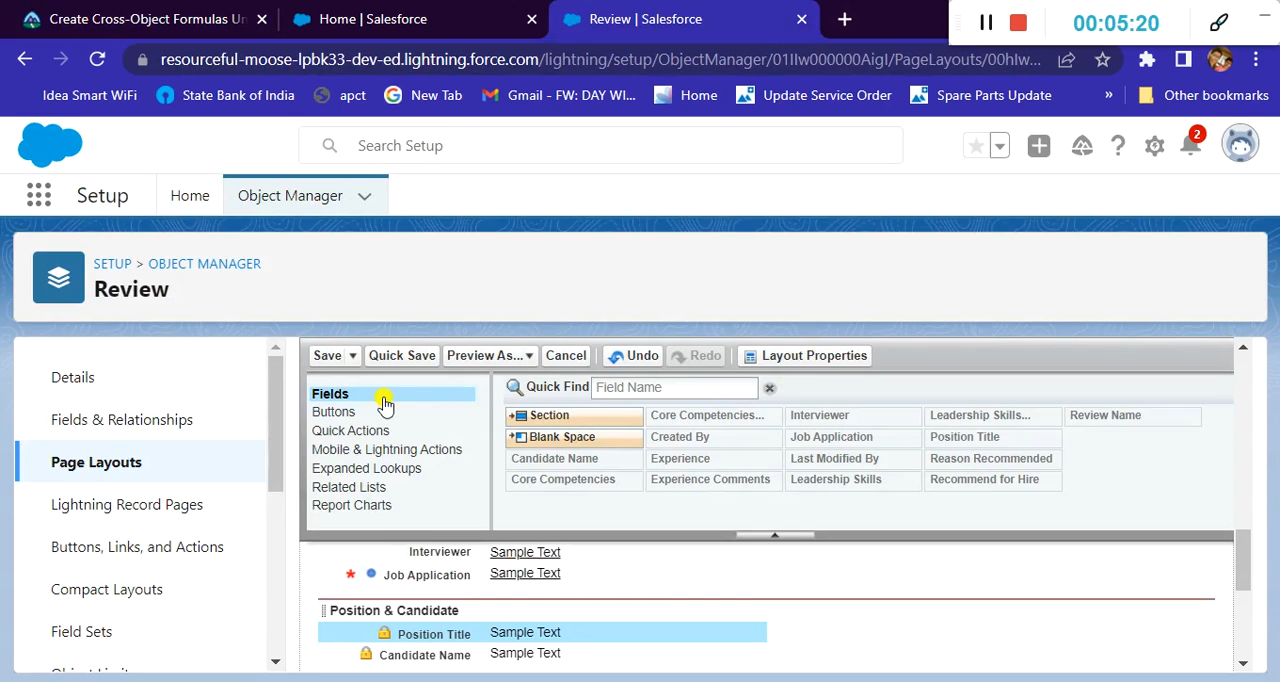 Create Cross-Object Formulas Un
Home | Salesforce
Review | Salesforce
00:05:20
resourceful-moose-lpbk33-dev-ed.lightning.force.com/lightning/setup/ObjectManager/01IIw000000AigI/PageLayouts/00hIw...
Idea Smart WiFi
State Bank of India
apct
New Tab
Gmail - FW: DAY WI...
Home
Update Service Order
Spare Parts Update
»
Other bookmarks
Search Setup
2
Setup
Home
Object Manager
SETUP > OBJECT MANAGER
Review
Details
Fields & Relationships
Page Layouts
Lightning Record Pages
Buttons, Links, and Actions
Compact Layouts
Field Sets
Save
Quick Save
Preview As...
Cancel
Undo
Redo
Layout Properties
Fields
Buttons
Quick Actions
Mobile & Lightning Actions
Expanded Lookups
Related Lists
Report Charts
Quick Find
Field Name
Section
Core Competencies...
Interviewer
Leadership Skills...
Review Name
Blank Space
Created By
Job Application
Position Title
Candidate Name
Experience
Last Modified By
Reason Recommended
Core Competencies
Experience Comments
Leadership Skills
Recommend for Hire
Interviewer Sample Text
* Job Application Sample Text
Position & Candidate
Position Title Sample Text
Candidate Name Sample Text